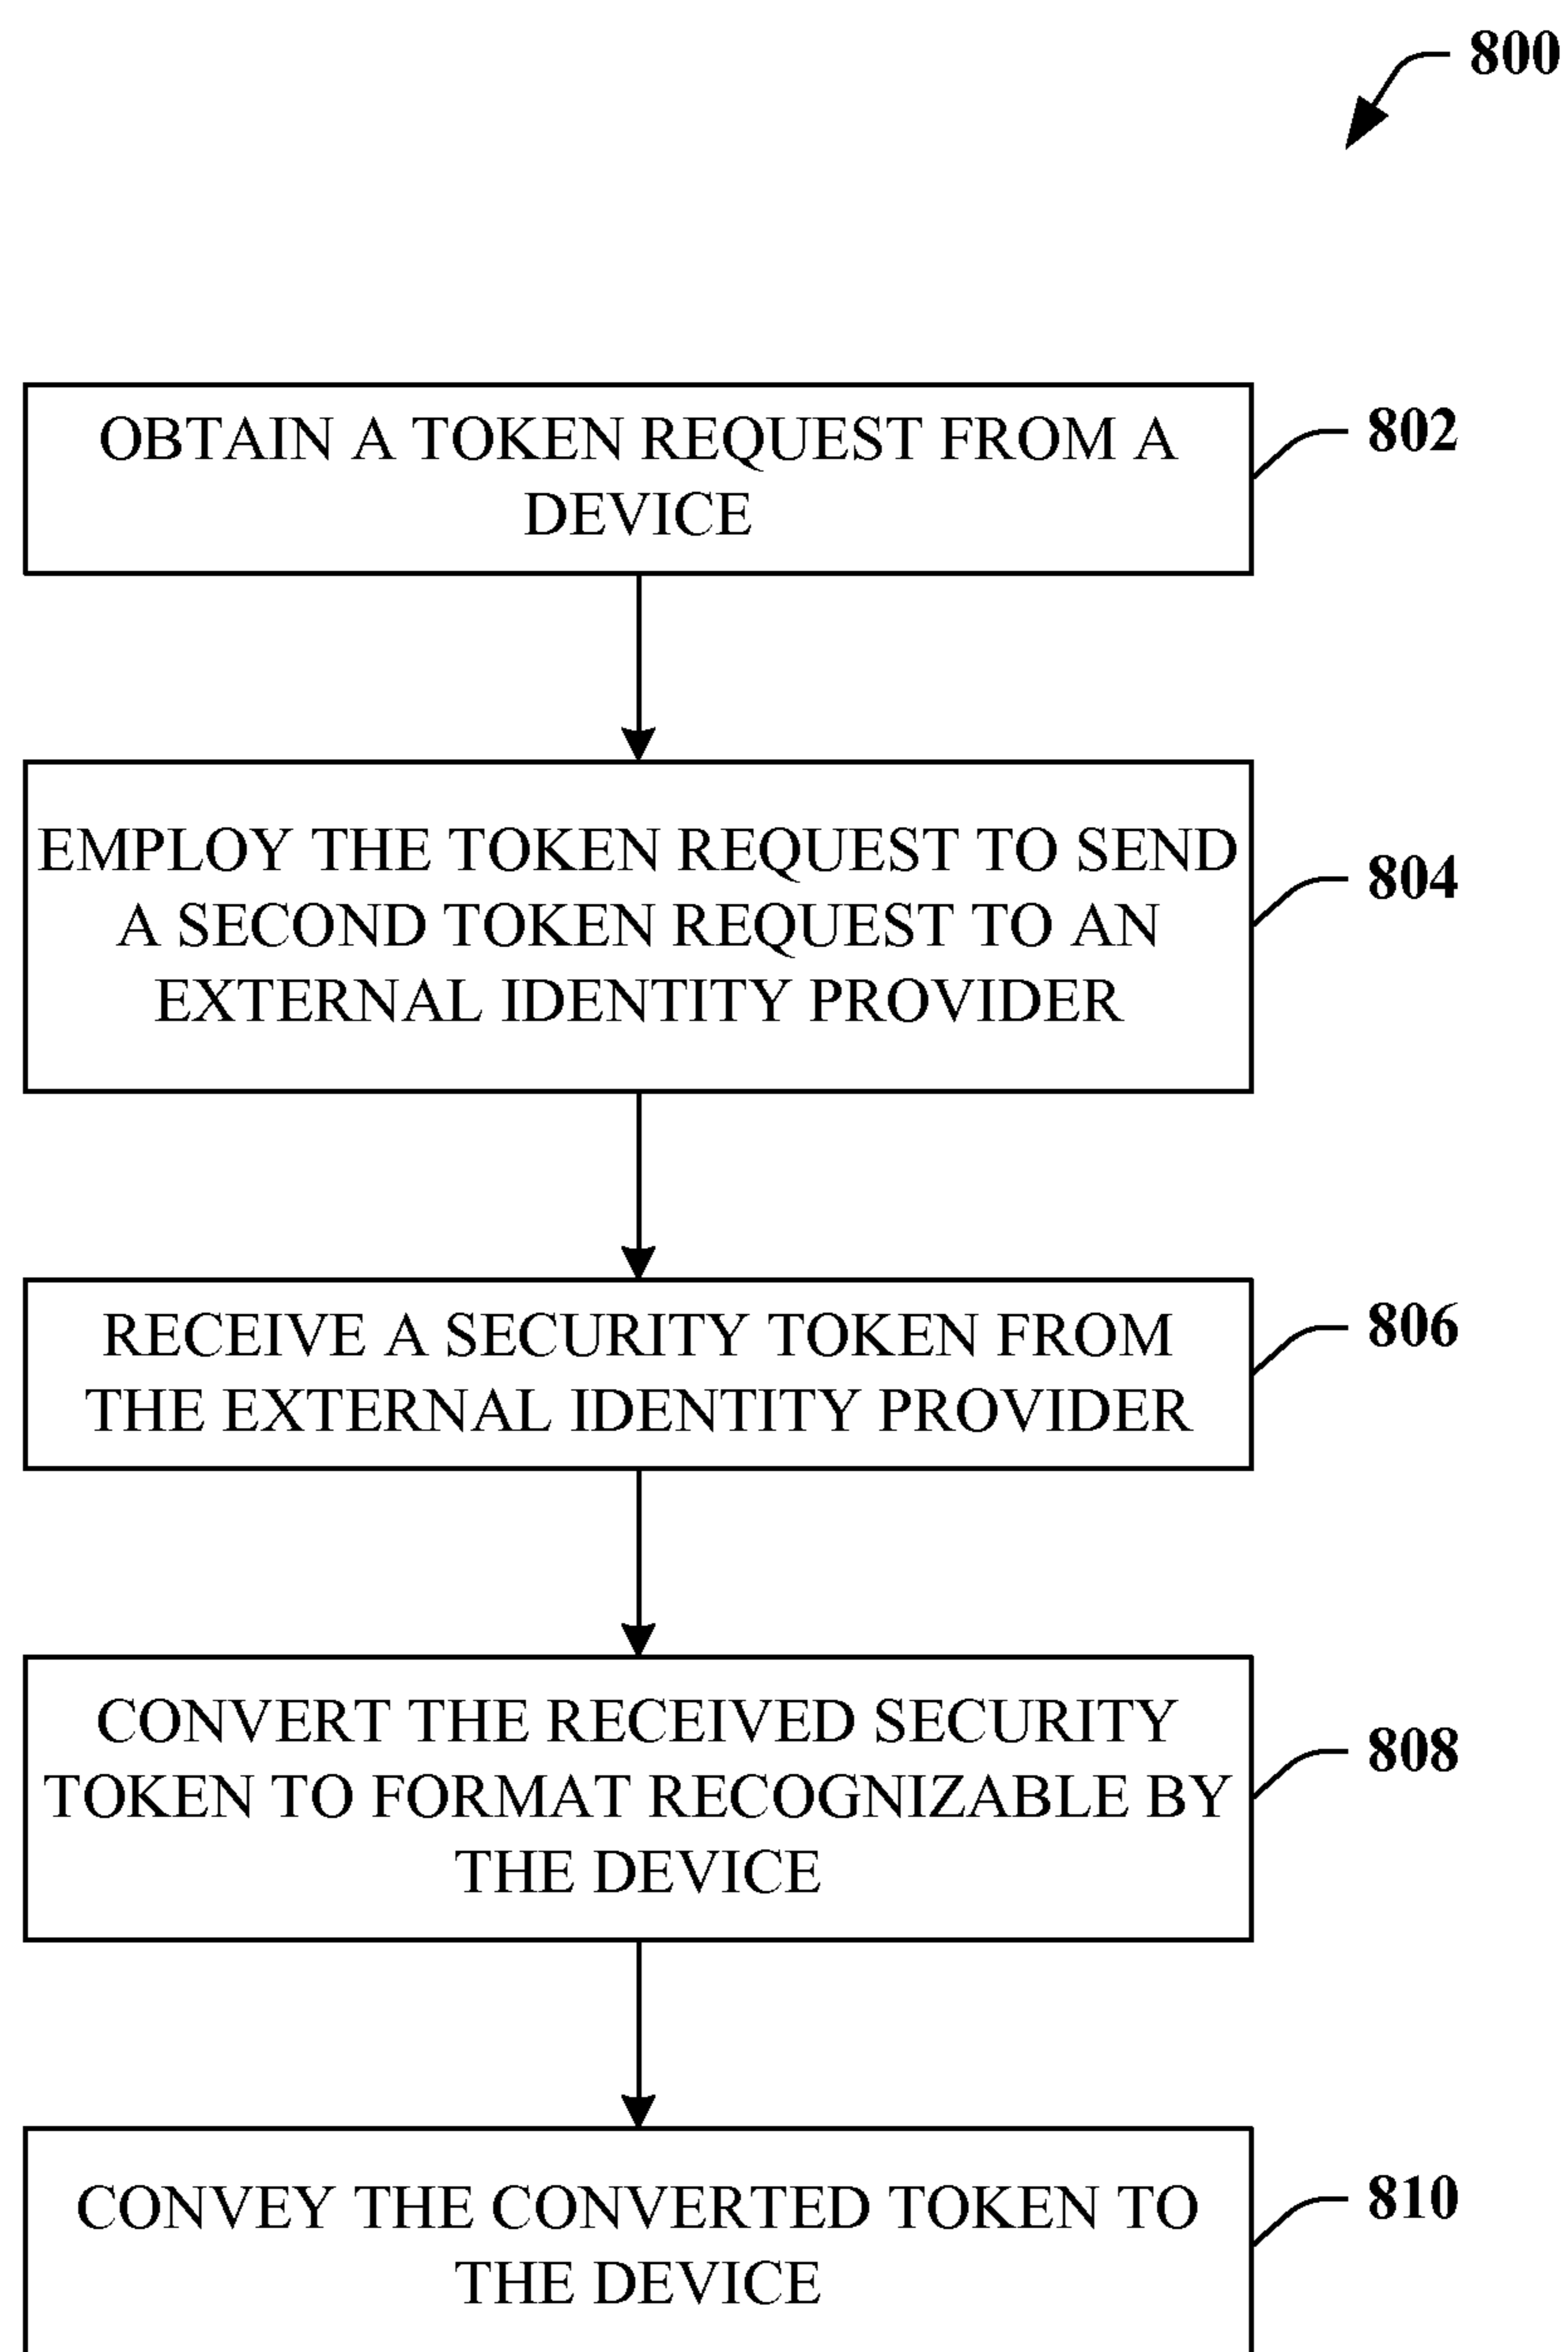 800
OBTAIN A TOKEN REQUEST FROM A
DEVICE
802
EMPLOY THE TOKEN REQUEST TO SEND
A SECOND TOKEN REQUEST TO AN
EXTERNAL IDENTITY PROVIDER
804
RECEIVE A SECURITY TOKEN FROM
THE EXTERNAL IDENTITY PROVIDER
806
CONVERT THE RECEIVED SECURITY
TOKEN TO FORMAT RECOGNIZABLE BY
THE DEVICE
808
CONVEY THE CONVERTED TOKEN TO
THE DEVICE
810